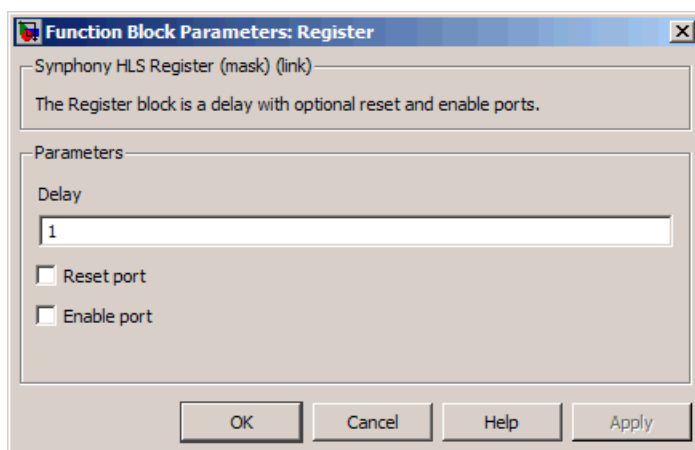 Function Block Parameters: Register
Synphony HLS Register (mask) (link)
The Register block is a delay with optional reset and enable ports.
Parameters
Delay
1
Reset port
Enable port
OK Cancel Help Apply